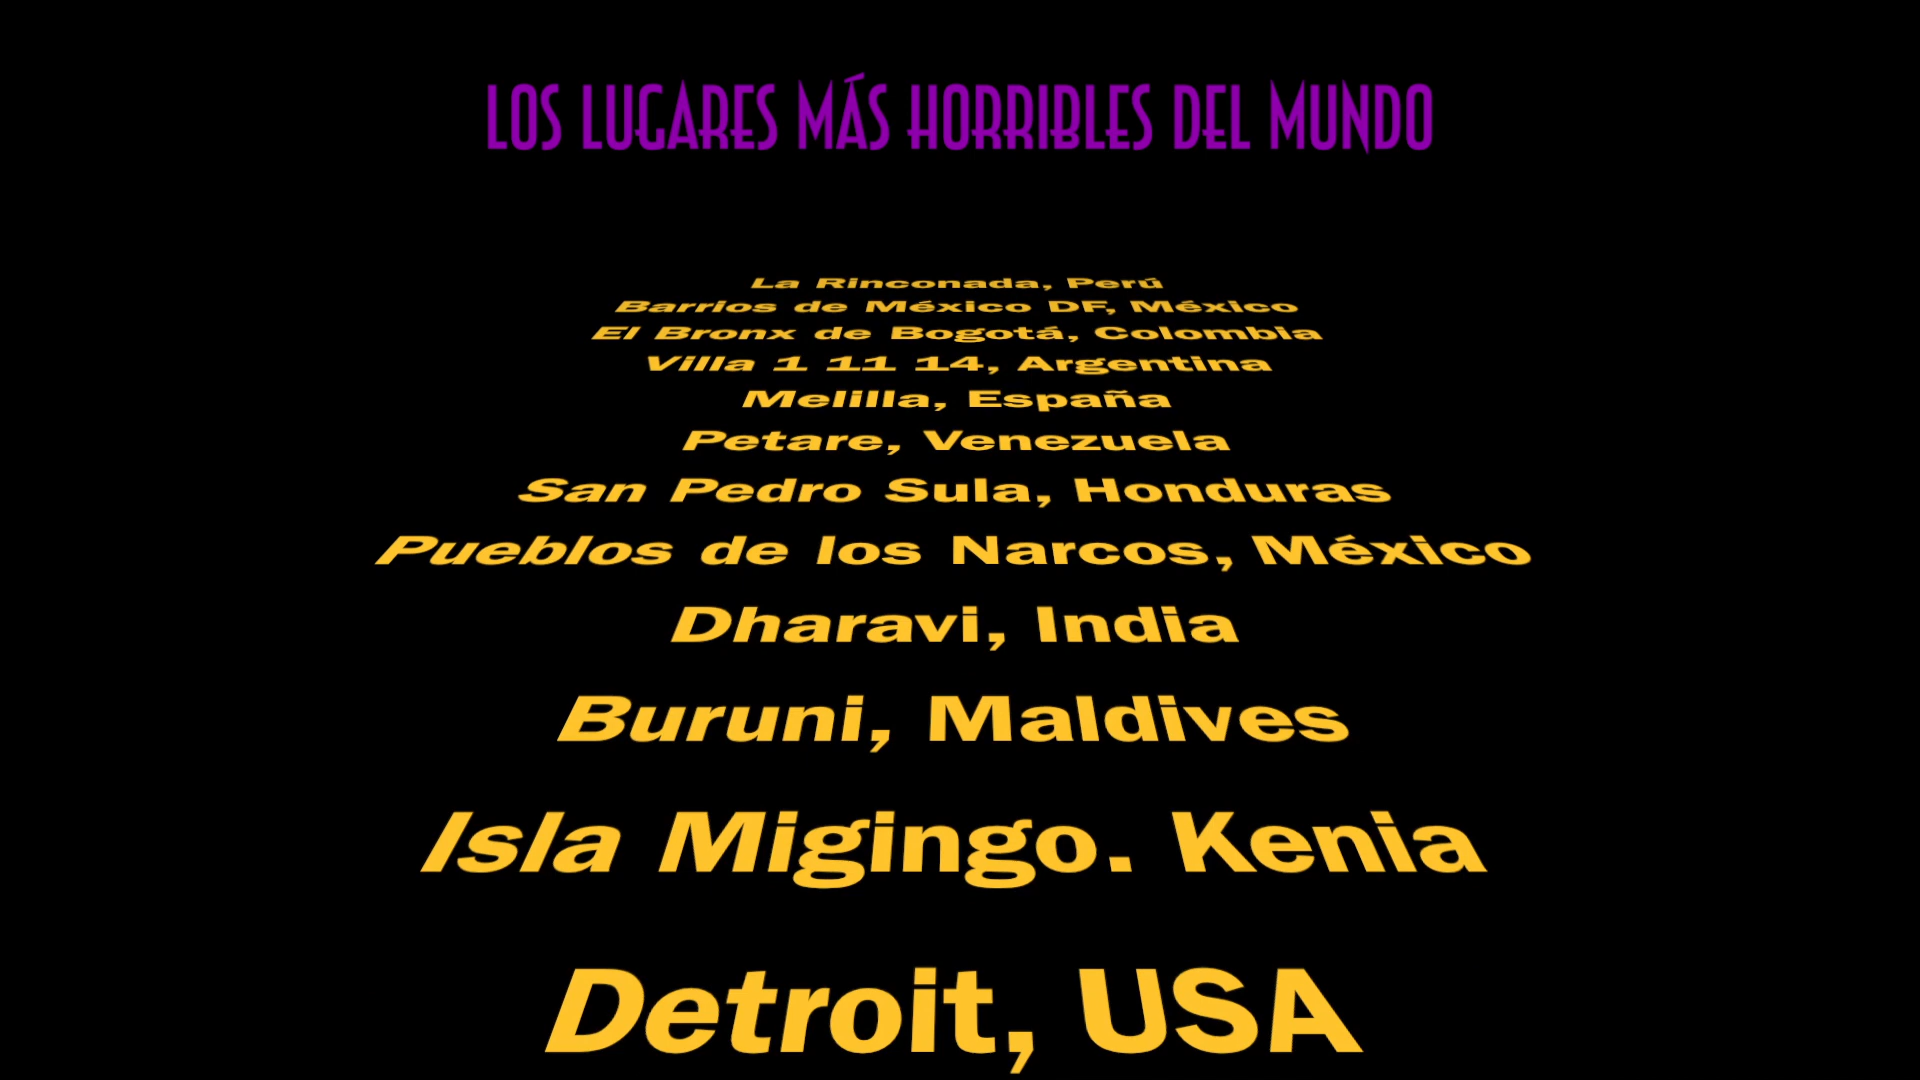 LOS LUGARES MÁS HORRIBLES DEL MUNDO
La Rinconada, Perú
Barrios de México DF, México
El Bronx de Bogotá, Colombia
Villa 1 11 14, Argentina
Melilla, España
Petare, Venezuela
San Pedro Sula, Honduras
Pueblos de los Narcos, México
Dharavi, India
Buruni, Maldives
Isla Migingo. Kenia
Detroit, USA